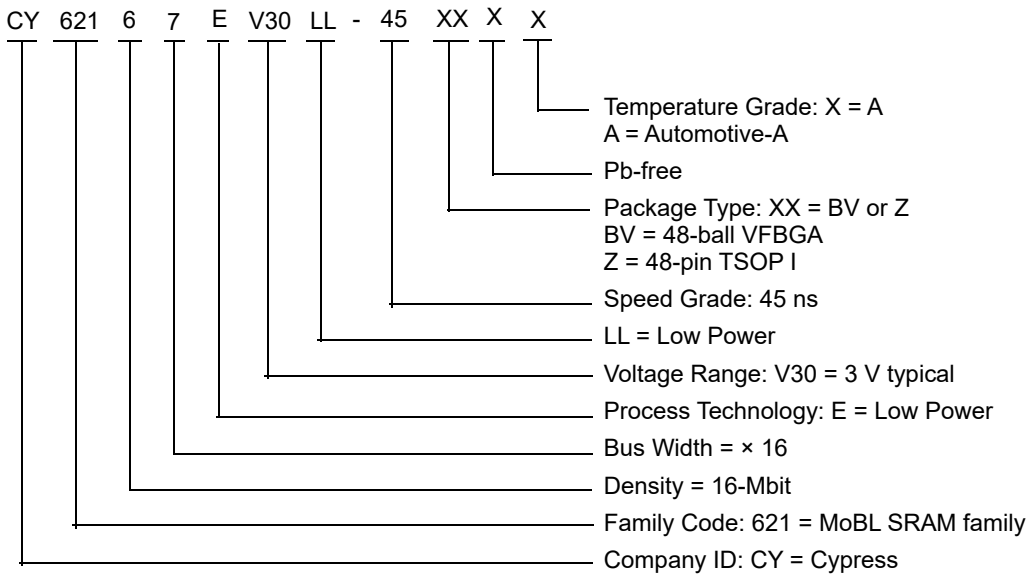 CY 621 6 7 E V30 LL - 45 XX X X
Temperature Grade: X = A
A = Automotive-A
Pb-free
Package Type: XX = BV or Z
BV = 48-ball VFBGA
Z = 48-pin TSOP I
Speed Grade: 45 ns
LL = Low Power
Voltage Range: V30 = 3 V typical
Process Technology: E = Low Power
Bus Width = × 16
Density = 16-Mbit
Family Code: 621 = MoBL SRAM family
Company ID: CY = Cypress